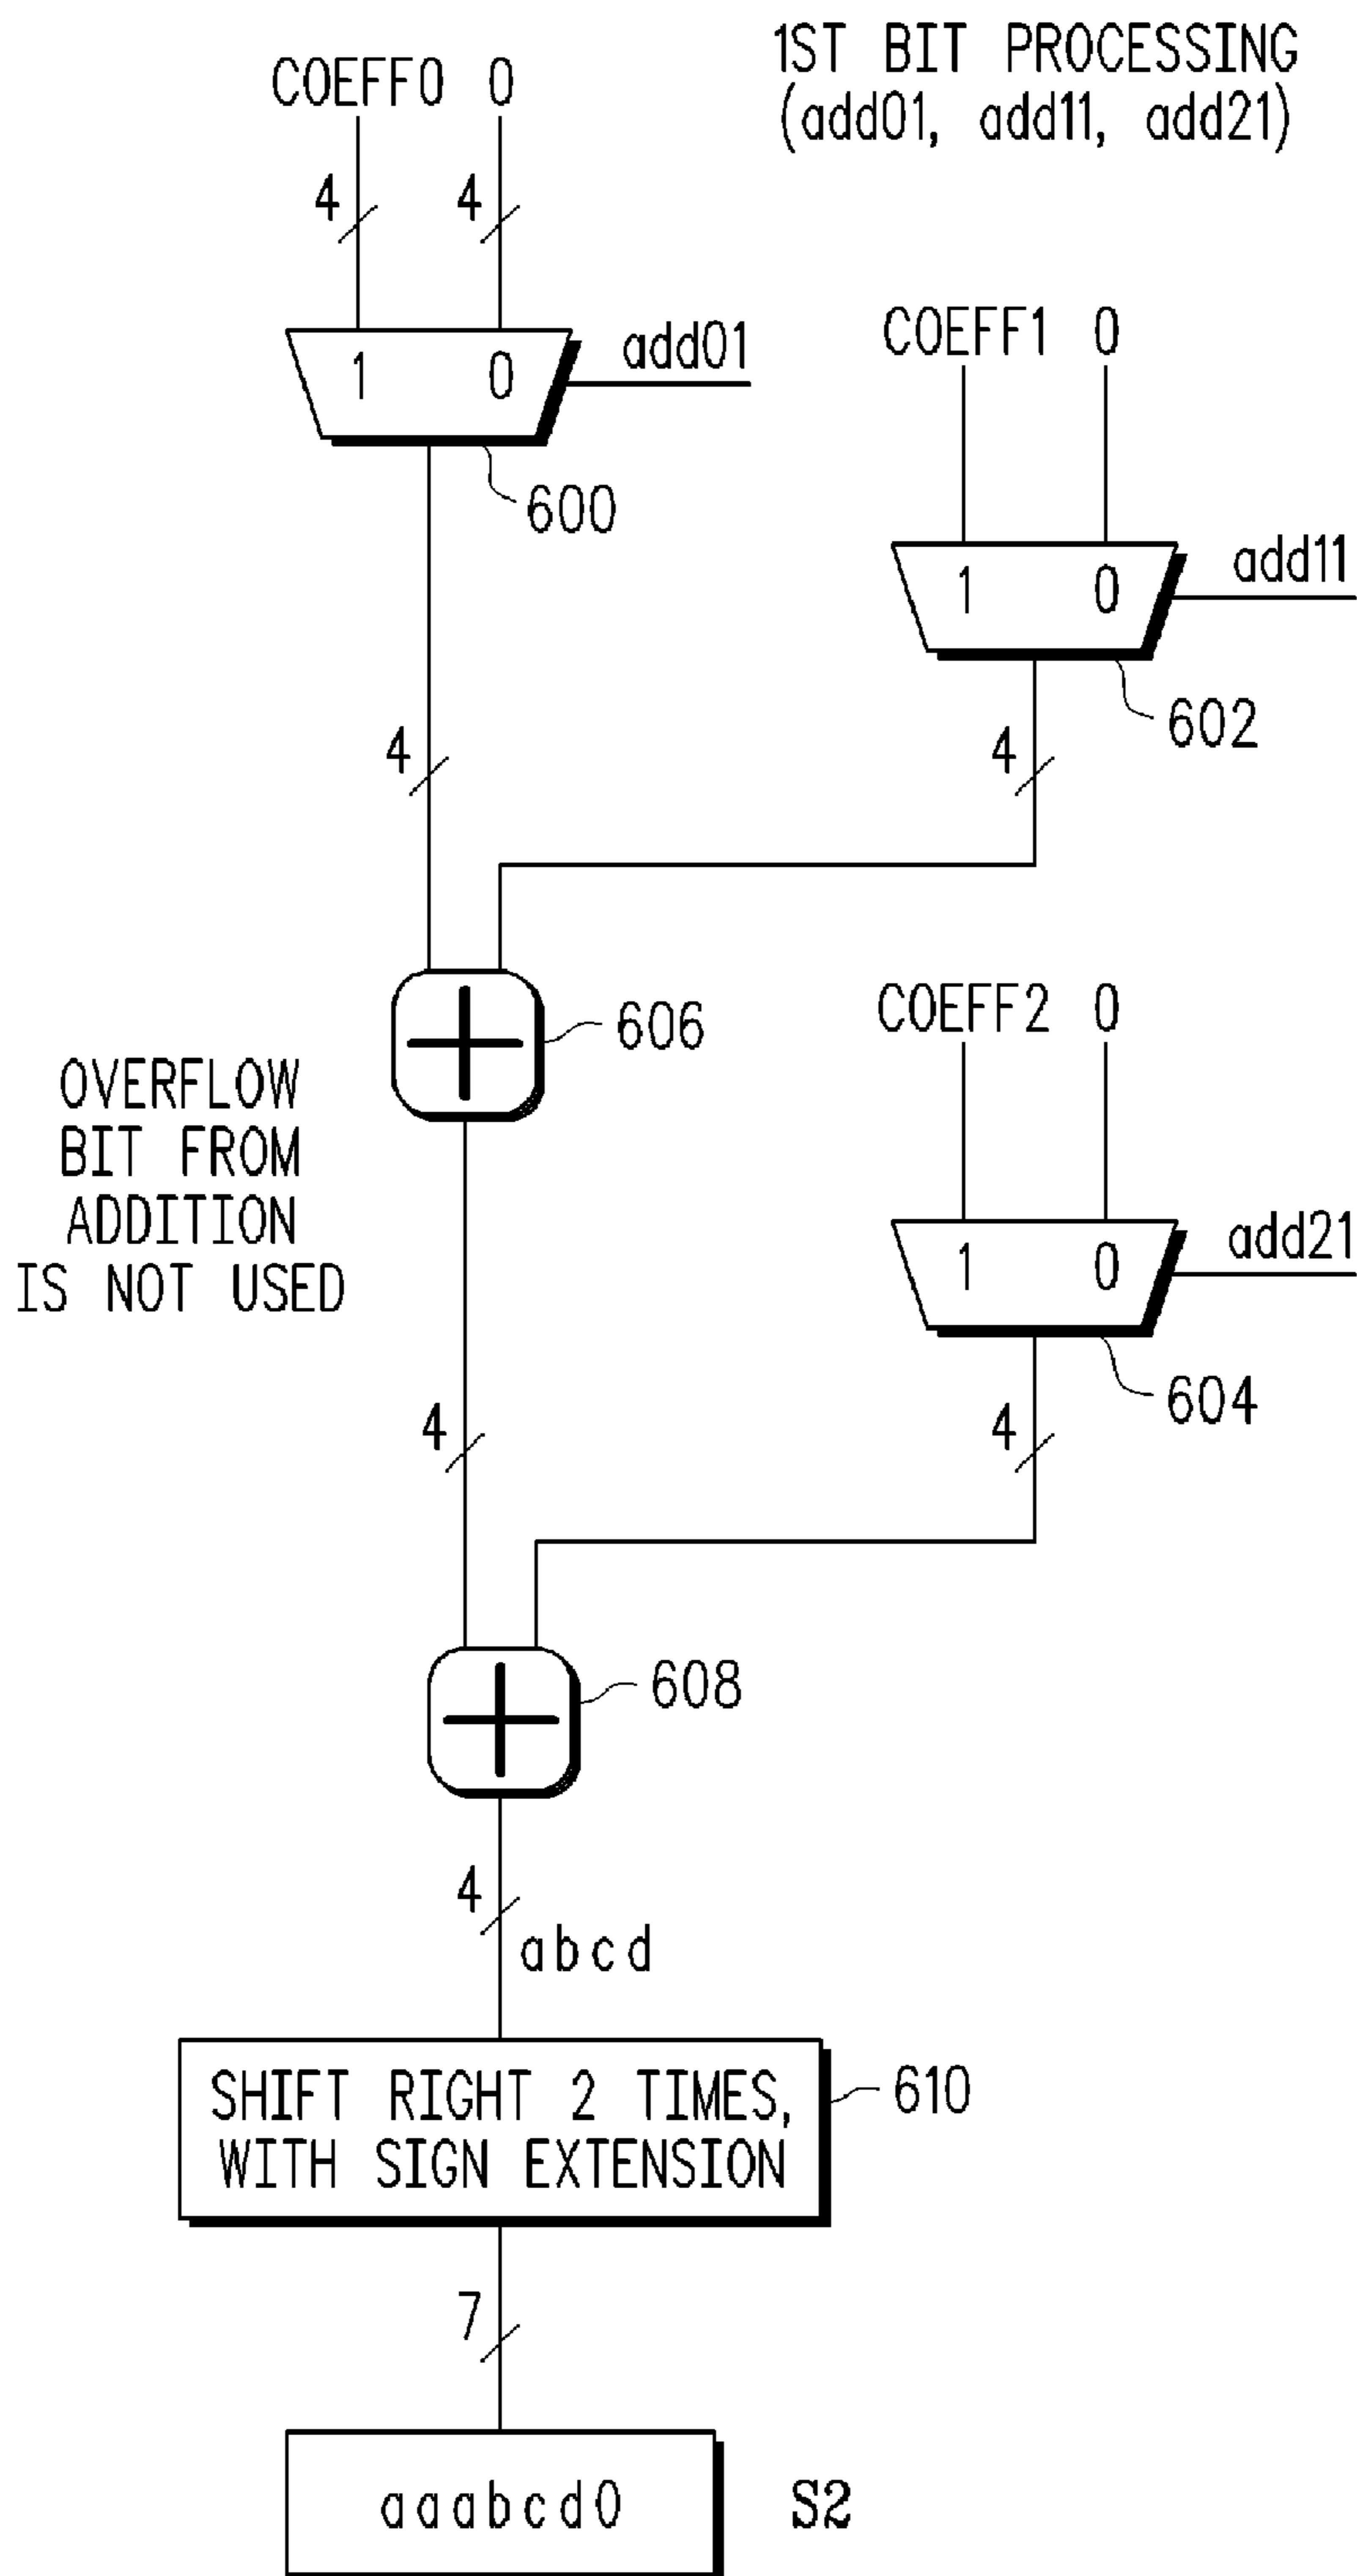 1ST BIT PROCESSING
(add01, add11, add21)
COEFF0 0
4 4
1 0
add01
600
COEFF1 0
1 0
add11
602
4
4
606
OVERFLOW
BIT FROM
ADDITION
IS NOT USED
COEFF2 0
1 0
add21
604
4
4
608
4
abcd
SHIFT RIGHT 2 TIMES,
WITH SIGN EXTENSION
610
7
aaabcd0
S2